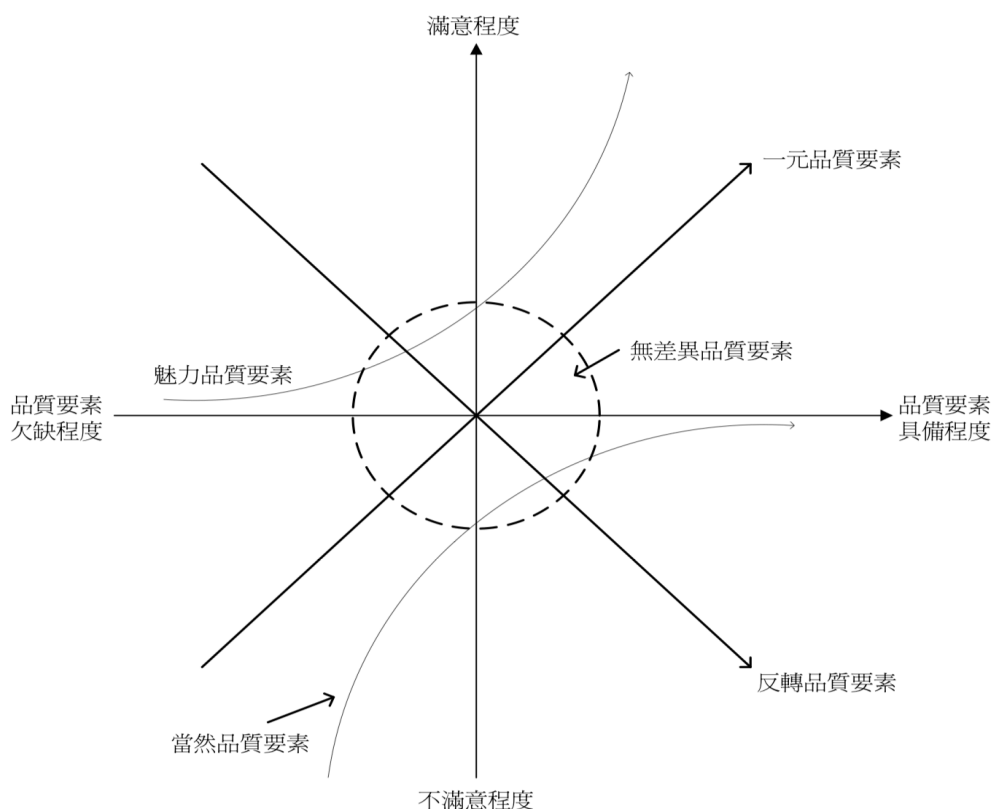 滿意程度
一元品質要素
無差異品質要素
魅力品質要素
品質要素
欠缺程度
品質要素
具備程度
反轉品質要素
當然品質要素
不滿意程度